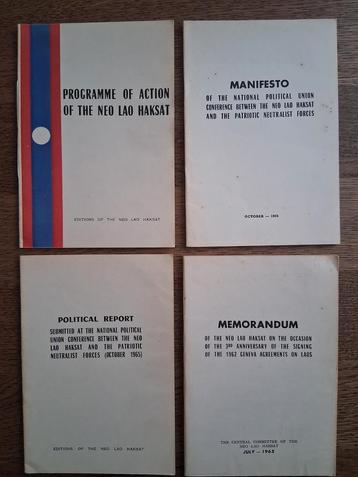 PROGRAMME OF ACTION
OF THE NEO LAO HAKSAT
EDITIONS OF THE NEO LAO HAKSAT
MANIFESTO
OF THE NATIONAL POLITICAL UNION
CONFERENCE BETWEEN THE NEO LAO HAKSAT
AND THE PATRIOTIC NEUTRALIST FORCES
OCTOBER — 1965
POLITICAL REPORT
SUBMITTED AT THE NATIONAL POLITICAL
UNION CONFERENCE BETWEEN THE NEO
LAO HAKSAT AND THE PATRIOTIC
NEUTRALIST FORCES (OCTOBER 1965)
EDITIONS OF THE NEO LAO HAKSAT
MEMORANDUM
OF THE NEO LAO HAKSAT ON THE OCCASION
OF THE 3RD ANNIVERSARY OF THE SIGNING
OF THE 1962 GENEVA AGREEMENTS ON LAOS
THE CENTRAL COMMITTEE OF THE
NEO LAO HAKSAT
JULY — 1965